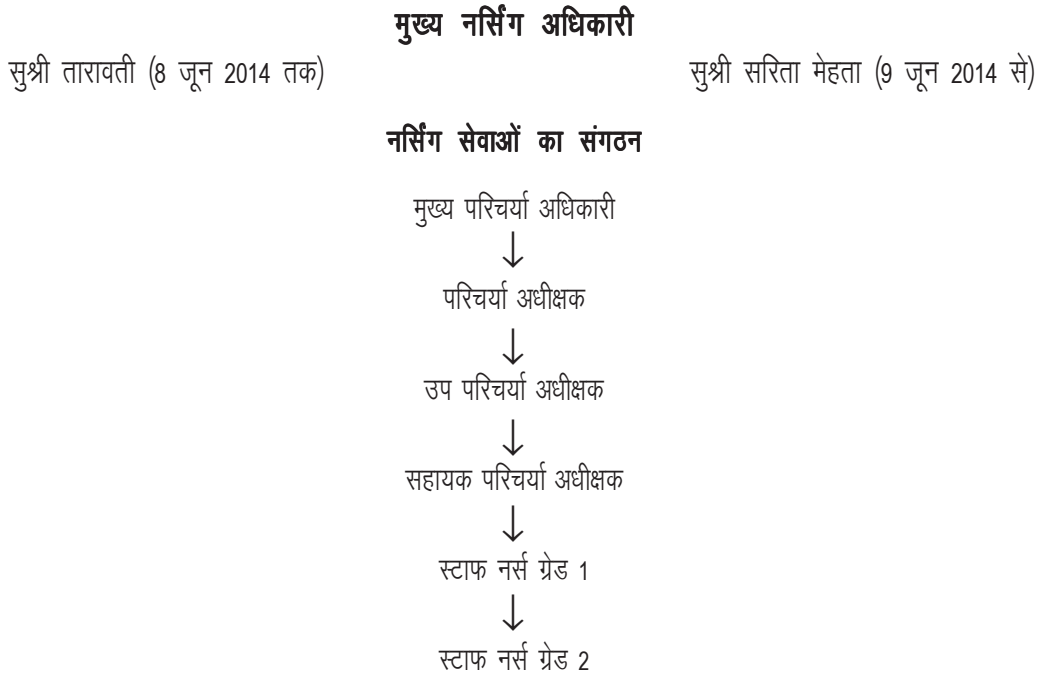 मुख्य नर्सिंग अधिकारी
सुश्री तारावती (8 जून 2014 तक) सुश्री सरिता मेहता (9 जून 2014 से)
नर्सिंग सेवाओं का संगठन
मुख्य परिचर्या अधिकारी
↓
परिचर्या अधीक्षक
↓
उप परिचर्या अधीक्षक
↓
सहायक परिचर्या अधीक्षक
↓
स्टाफ नर्स ग्रेड 1
↓
स्टाफ नर्स ग्रेड 2